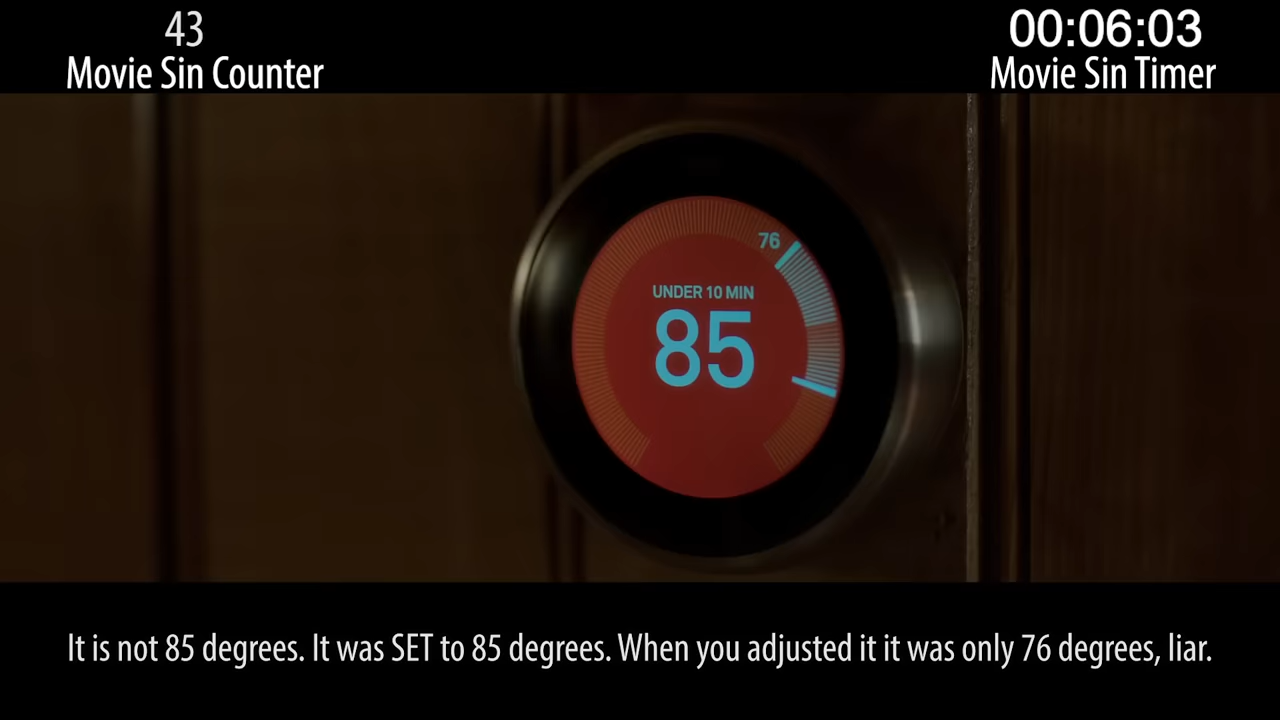 43
Movie Sin Counter
00:06:03
Movie Sin Timer
76
UNDER 10 MIN
85
It is not 85 degrees. It was SET to 85 degrees. When you adjusted it it was only 76 degrees, liar.